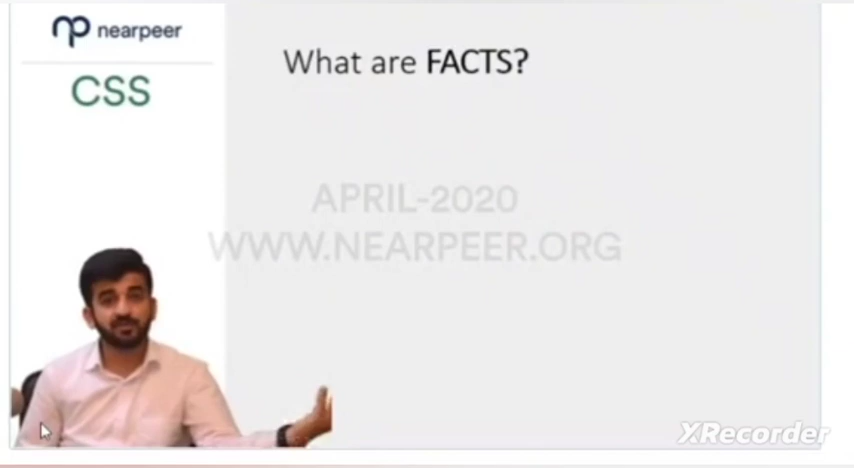 nearpeer
CSS
What are FACTS?
APRIL-2020
WWW.NEARPEER.ORG
XRecorder